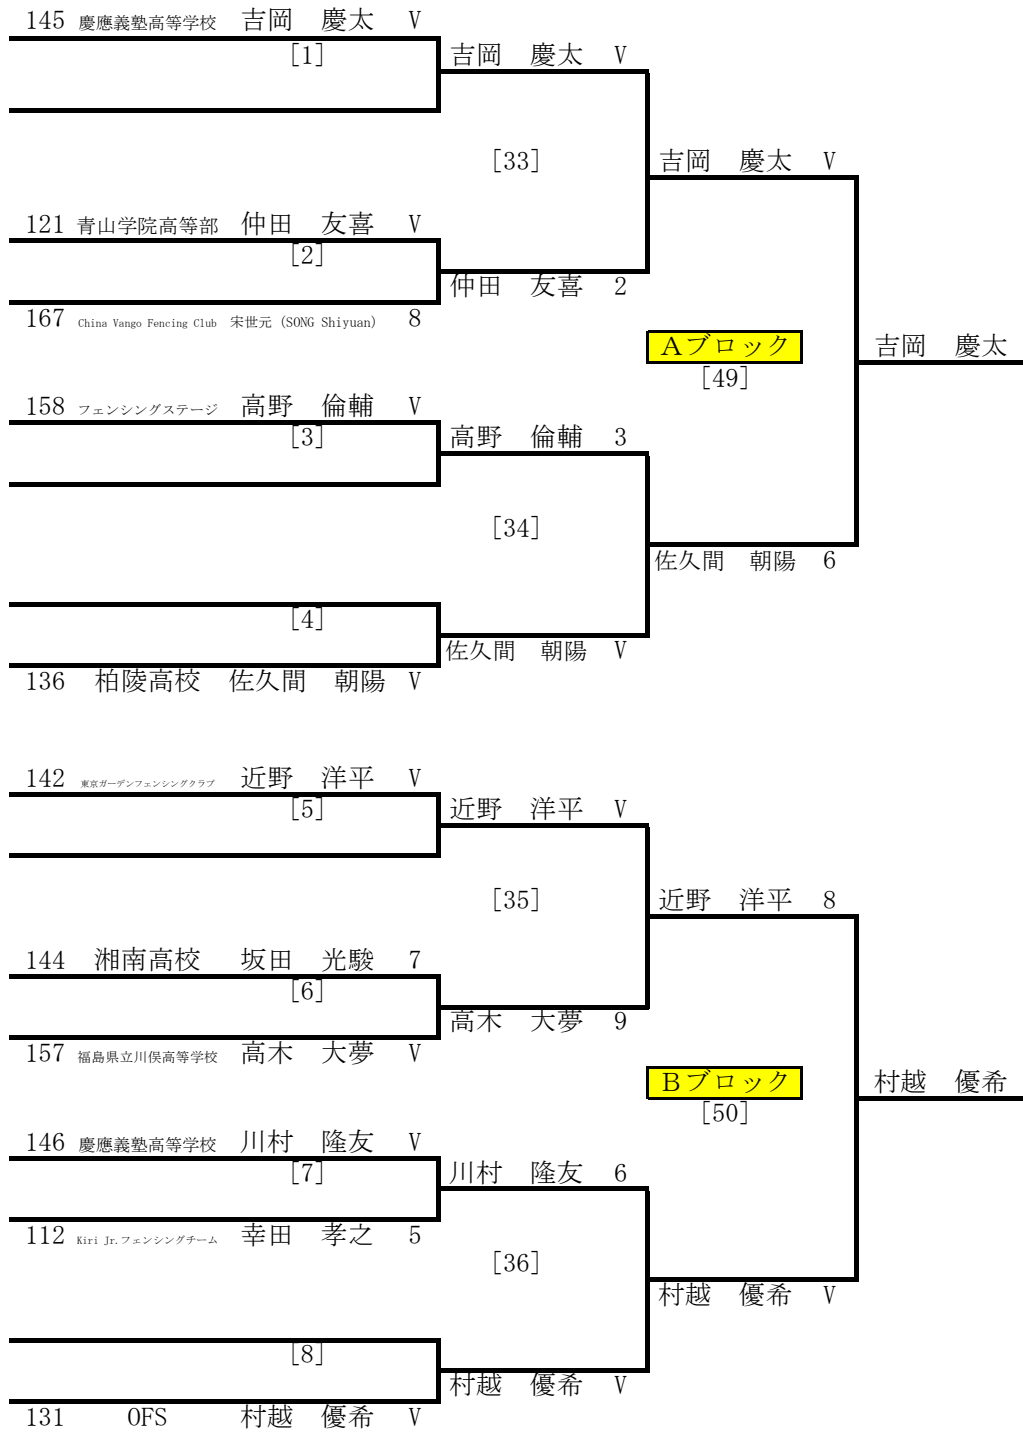 145 慶應義塾高等学校 吉岡　慶太 V
[1]
吉岡　慶太 V
[33]
吉岡　慶太 V
121 青山学院高等部 仲田　友喜 V
[2]
仲田　友喜 2
167 China Vango Fencing Club 宋世元 (SONG Shiyuan) 8
Aブロック
吉岡　慶太
[49]
158 フェンシングステージ 高野　倫輔 V
[3]
高野　倫輔 3
[34]
佐久間　朝陽 6
[4]
佐久間　朝陽 V
136 柏陵高校 佐久間　朝陽 V
142 東京ガーデンフェンシングクラブ 近野　洋平 V
[5]
近野　洋平 V
[35]
近野　洋平 8
144 湘南高校 坂田　光駿 7
[6]
高木　大夢 9
157 福島県立川俣高等学校 高木　大夢 V
Bブロック
村越　優希
[50]
146 慶應義塾高等学校 川村　隆友 V
[7]
川村　隆友 6
112 Kiri Jr.フェンシングチーム 幸田　孝之 5
[36]
村越　優希 V
[8]
村越　優希 V
131 OFS 村越　優希 V